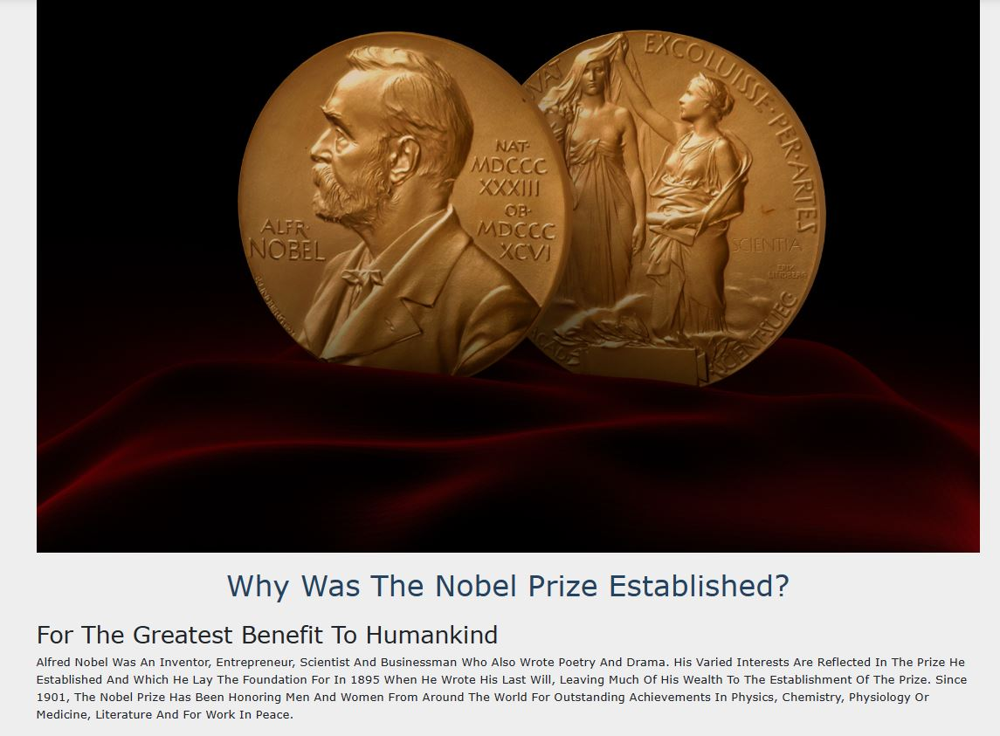 ALFR·
NOBEL
NAT·
MDCCC
XXXIII
OB·
MDCCC
XCVI
EXCOLUISSE·PER·ARTES
SCIENTIA
ERIK
LINDBERG
Why Was The Nobel Prize Established?
For The Greatest Benefit To Humankind
Alfred Nobel Was An Inventor, Entrepreneur, Scientist And Businessman Who Also Wrote Poetry And Drama. His Varied Interests Are Reflected In The Prize He
Established And Which He Lay The Foundation For In 1895 When He Wrote His Last Will, Leaving Much Of His Wealth To The Establishment Of The Prize. Since
1901, The Nobel Prize Has Been Honoring Men And Women From Around The World For Outstanding Achievements In Physics, Chemistry, Physiology Or
Medicine, Literature And For Work In Peace.